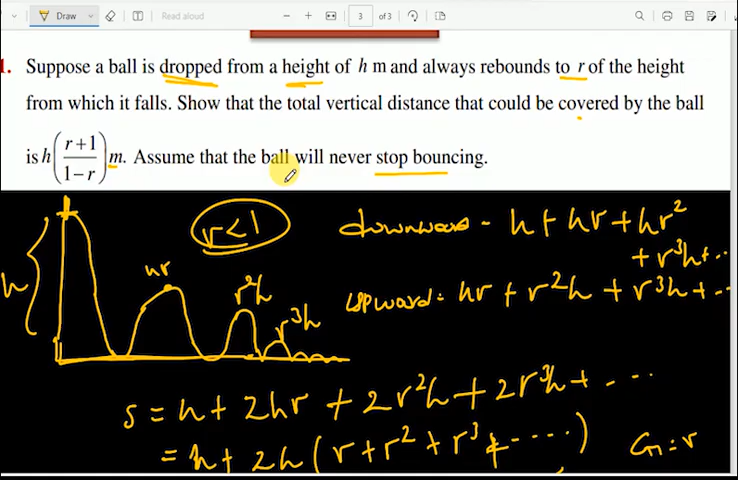 Draw
Read aloud
3 of 3
1. Suppose a ball is dropped from a height of h m and always rebounds to r of the height
from which it falls. Show that the total vertical distance that could be covered by the ball
is h((r+1)/(1−r)) m. Assume that the ball will never stop bouncing.
r<1
downward - h + hr + hr²
+ r³h + ..
upward: hr + r²h + r³h + ..
h
hr
r²h
r³h
s = h + 2hr + 2r²h + 2r³h + ....
= h + 2h(r + r² + r³ + .....)
G1 = r